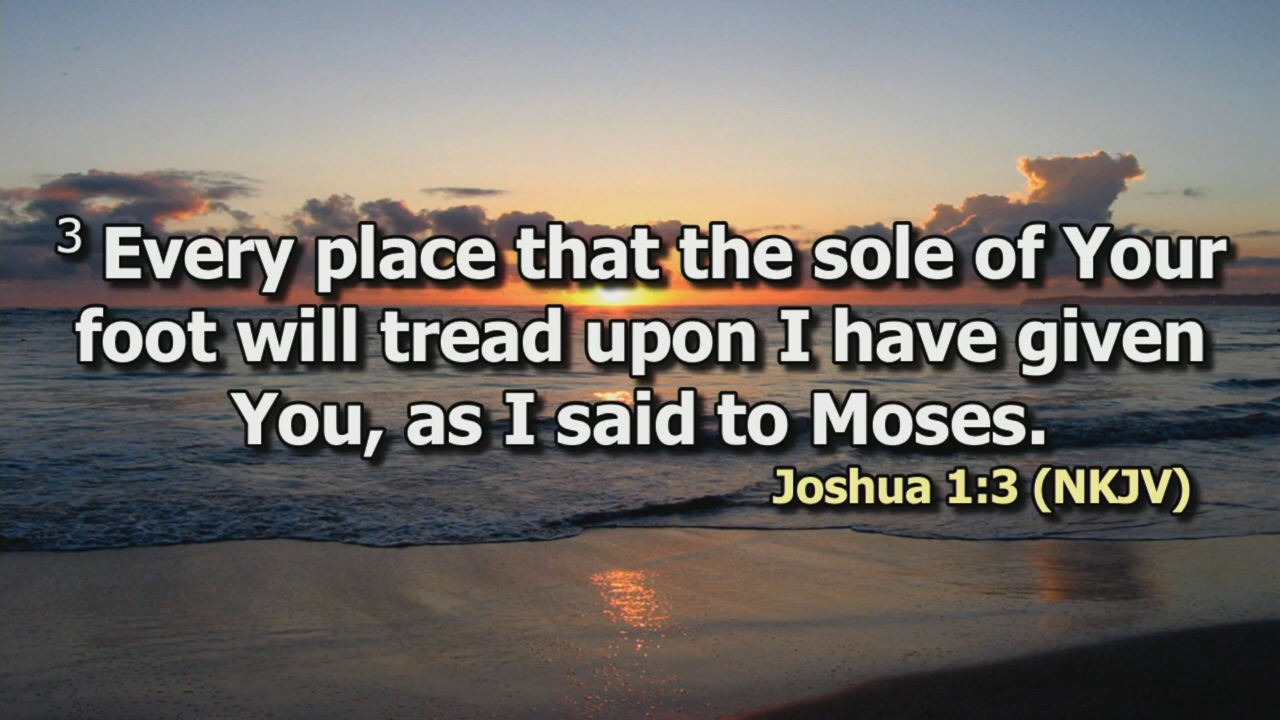 3 Every place that the sole of Your
foot will tread upon I have given
You, as I said to Moses.
Joshua 1:3 (NKJV)